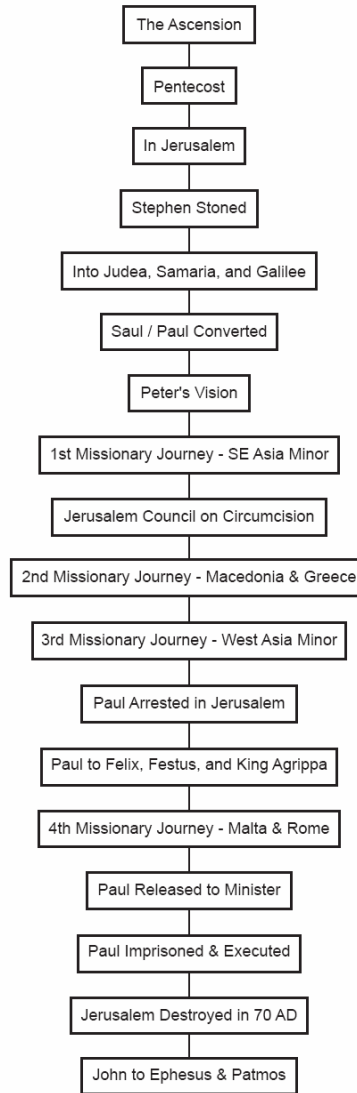 The Ascension
Pentecost
In Jerusalem
Stephen Stoned
Into Judea, Samaria, and Galilee
Saul / Paul Converted
Peter's Vision
1st Missionary Journey - SE Asia Minor
Jerusalem Council on Circumcision
2nd Missionary Journey - Macedonia & Greece
3rd Missionary Journey - West Asia Minor
Paul Arrested in Jerusalem
Paul to Felix, Festus, and King Agrippa
4th Missionary Journey - Malta & Rome
Paul Released to Minister
Paul Imprisoned & Executed
Jerusalem Destroyed in 70 AD
John to Ephesus & Patmos